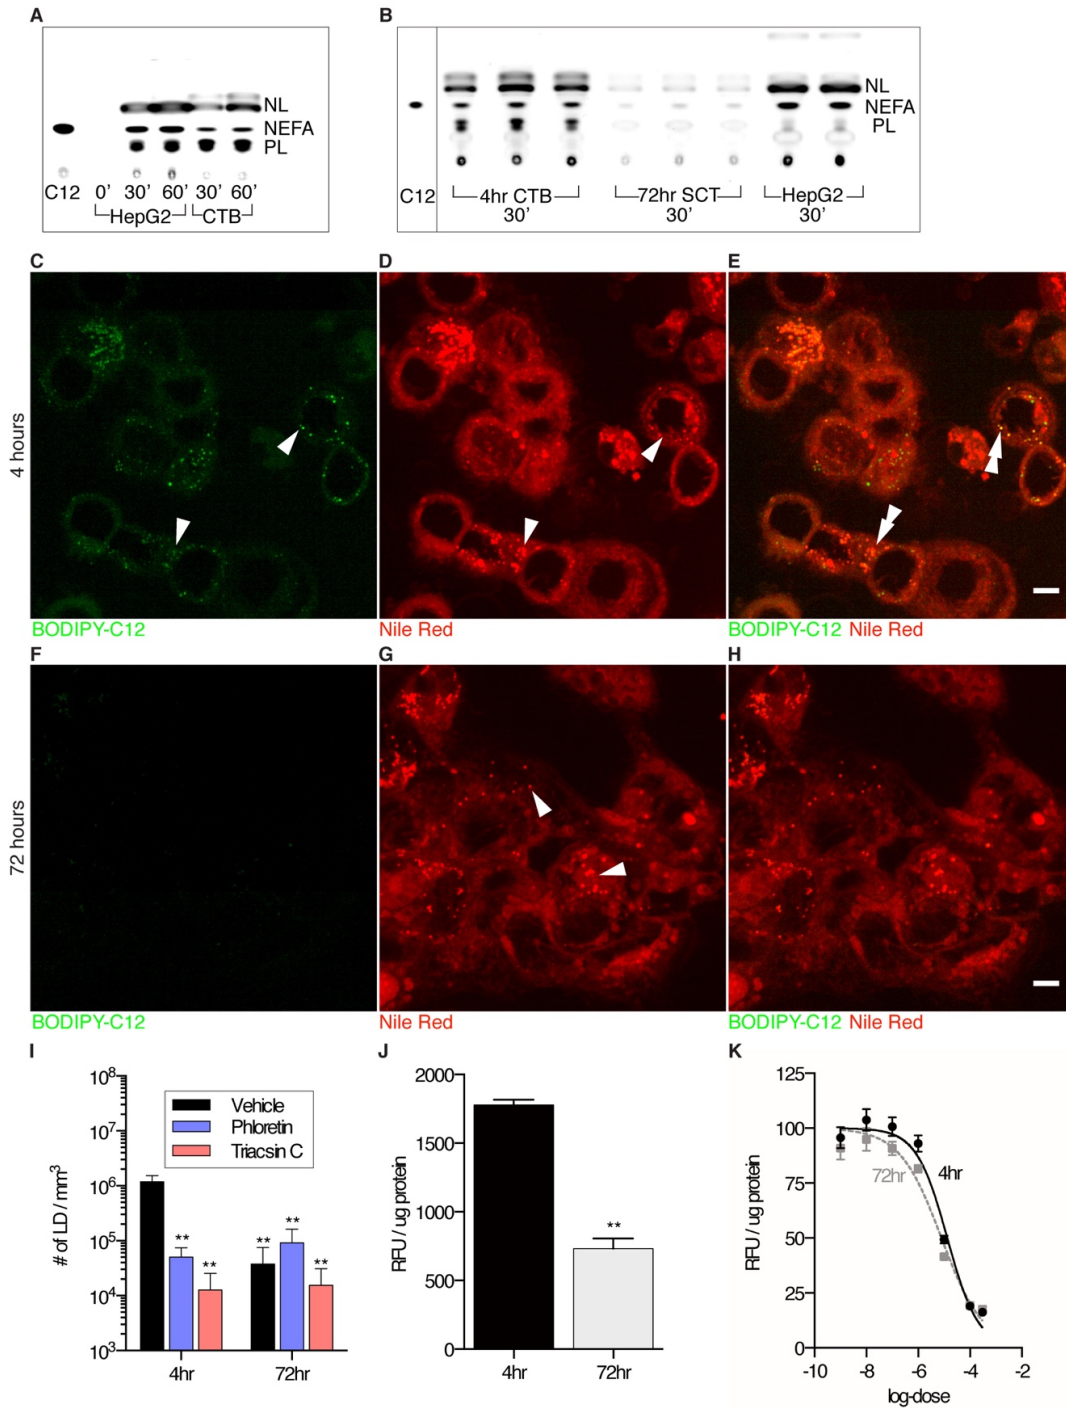 A
NL
NEFA
PL
C12 0’ 30’ 60’ 30’ 60’
HepG2 CTB
B
NL
NEFA
PL
C12
4hr CTB 72hr SCT HepG2
30’ 30’ 30’
C D E
4 hours
BODIPY-C12
Nile Red
BODIPY-C12 Nile Red
F G H
72 hours
BODIPY-C12
Nile Red
BODIPY-C12 Nile Red
I
# of LD / mm³
10⁸
10⁷
10⁶
10⁵
10⁴
10³
Vehicle
Phloretin
Triacsin C
** ** ** ** **
4hr 72hr
J
RFU / ug protein
2000
1500
1000
500
0
**
4hr 72hr
K
RFU / ug protein
125
100
75
50
25
0
72hr 4hr
-10 -8 -6 -4 -2
log-dose